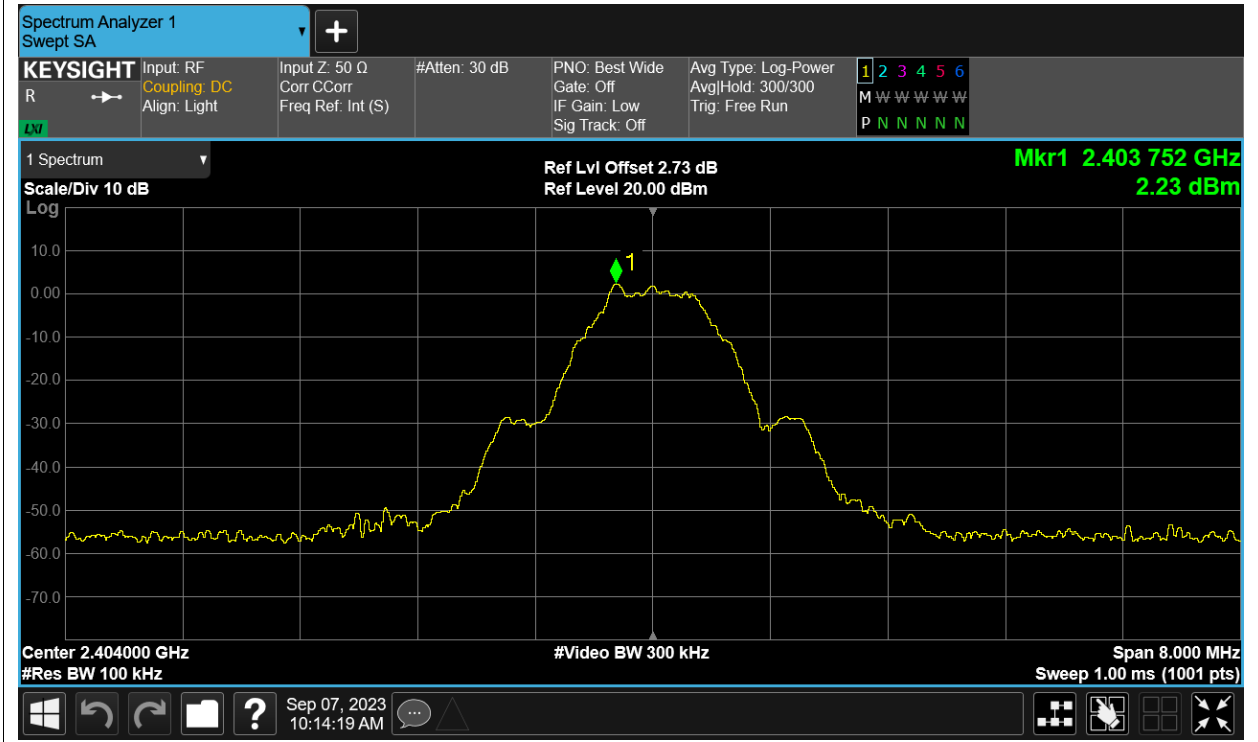 Spectrum Analyzer 1
Swept SA
+
KEYSIGHT
R
LXI
Input: RF
Coupling: DC
Align: Light
Input Z: 50 Ω
Corr CCorr
Freq Ref: Int (S)
#Atten: 30 dB
PNO: Best Wide
Gate: Off
IF Gain: Low
Sig Track: Off
Avg Type: Log-Power
Avg|Hold: 300/300
Trig: Free Run
1 2 3 4 5 6
M W W W W W W
P N N N N N N
1 Spectrum
Scale/Div 10 dB
Log
Ref Lvl Offset 2.73 dB
Ref Level 20.00 dBm
Mkr1 2.403 752 GHz
2.23 dBm
1
10.0
0.00
-10.0
-20.0
-30.0
-40.0
-50.0
-60.0
-70.0
Center 2.404000 GHz
#Res BW 100 kHz
#Video BW 300 kHz
Span 8.000 MHz
Sweep 1.00 ms (1001 pts)
?
Sep 07, 2023
10:14:19 AM